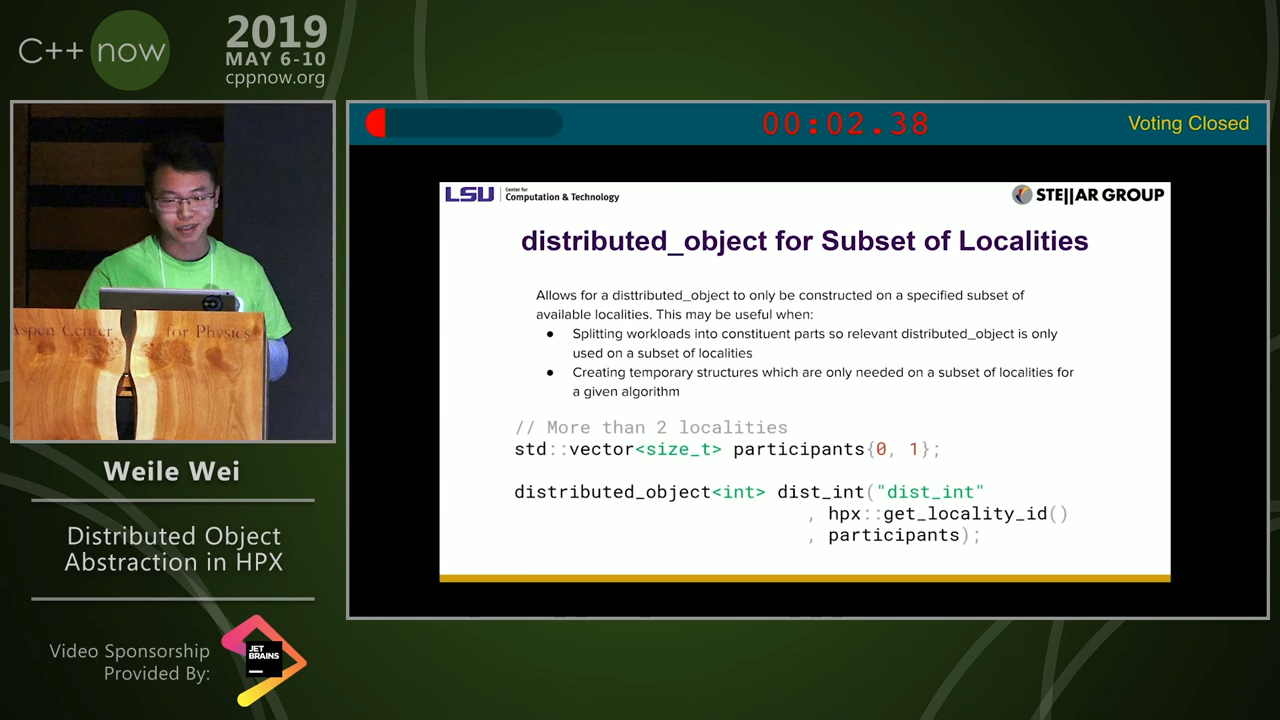 C++ now
2019
MAY 6-10
cppnow.org
00:02.38
Voting Closed
LSU
Center for
Computation & Technology
STE||AR GROUP
distributed_object for Subset of Localities
Allows for a disttributed_object to only be constructed on a specified subset of
available localities. This may be useful when:
● Splitting workloads into constituent parts so relevant distributed_object is only
used on a subset of localities
● Creating temporary structures which are only needed on a subset of localities for
a given algorithm
// More than 2 localities
std::vector<size_t> participants{0, 1};
distributed_object<int> dist_int("dist_int"
, hpx::get_locality_id()
, participants);
Aspen Center for Physics
Weile Wei
Distributed Object
Abstraction in HPX
Video Sponsorship
Provided By:
JET
BRAINS